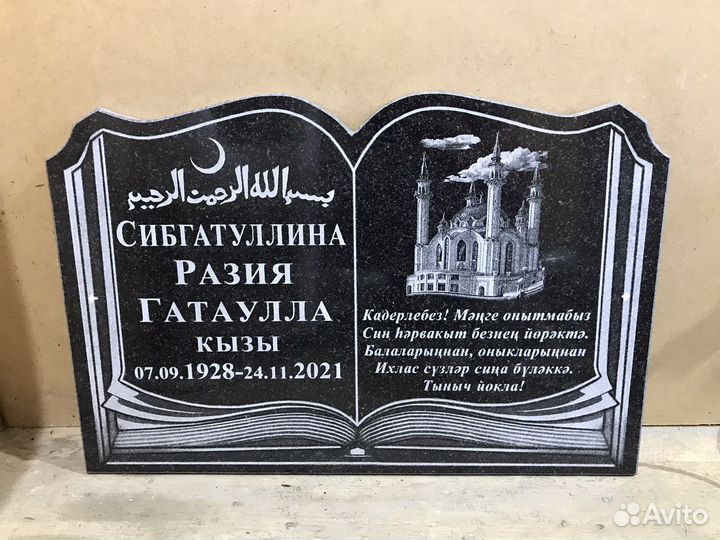 بسم الله الرحمن الرحيم
СИБГАТУЛЛИНА
РАЗИЯ
ГАТАУЛЛА
КЫЗЫ
07.09.1928-24.11.2021
Кадерлебез! Мәңге онытмабыз
Син һәрвакыт безнең йөрәктә.
Балаларыңнан, оныкларыңнан
Ихлас сүзләр сиңа бүләккә.
Тыныч йокла!
Avito